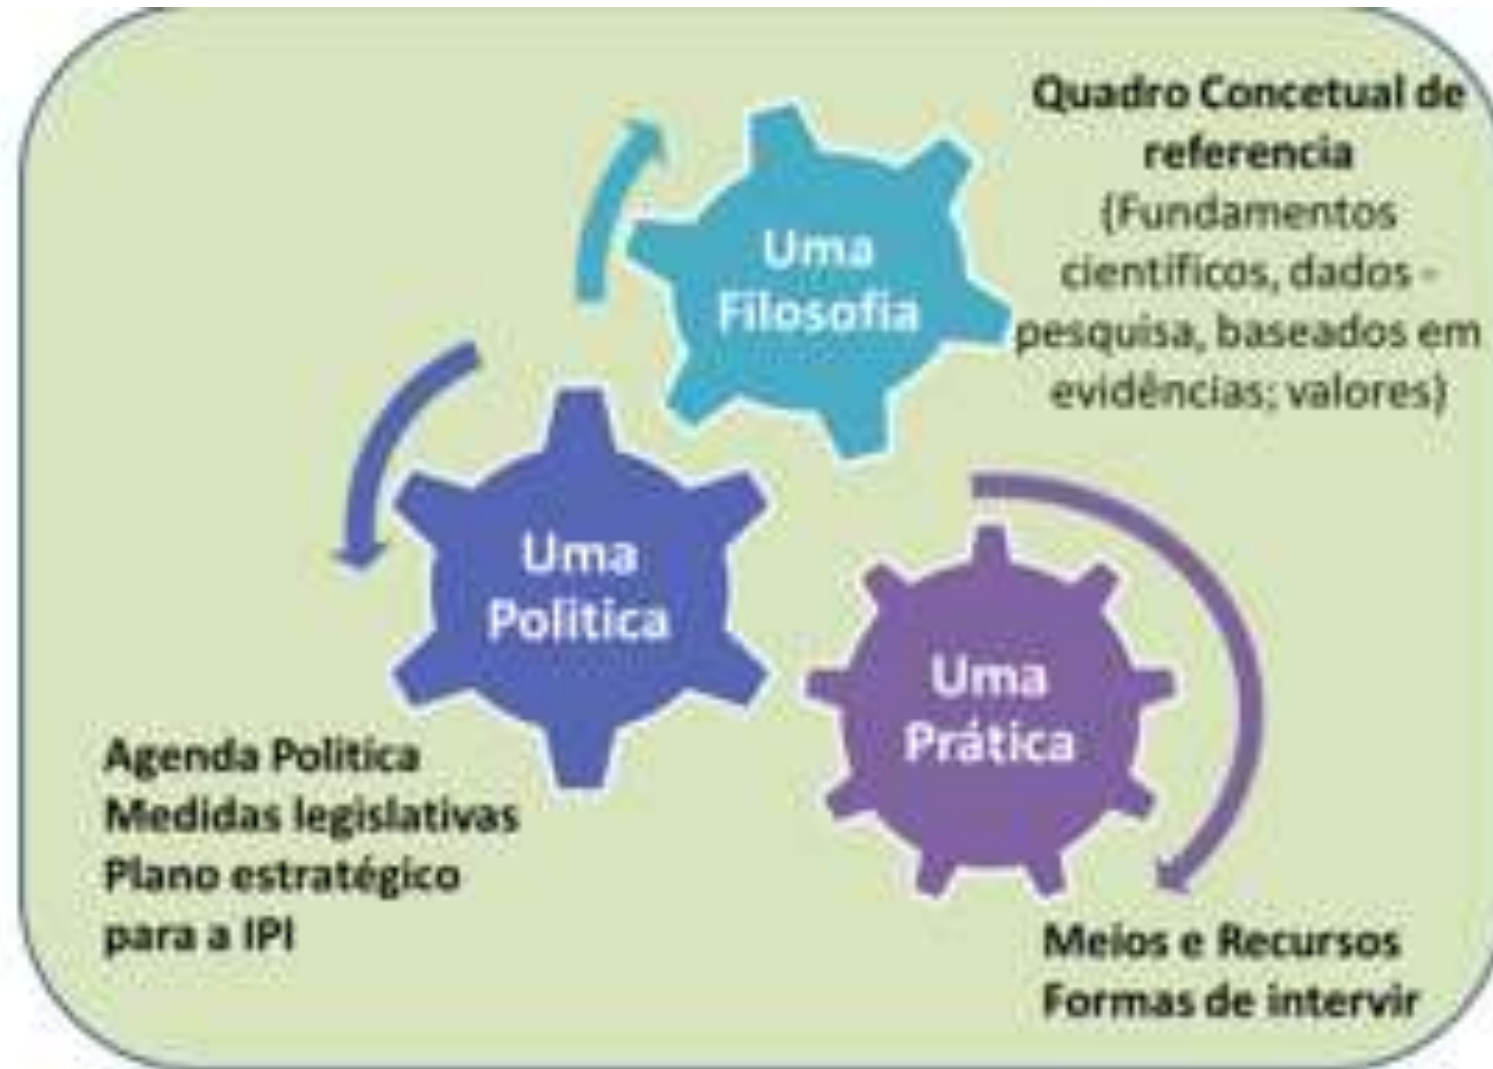 Quadro Concetual de
referencia
(Fundamentos
científicos, dados -
pesquisa, baseados em
evidências; valores)
Uma
Filosofia
Uma
Politica
Uma
Prática
Agenda Politica
Medidas legislativas
Plano estratégico
para a IPI
Meios e Recursos
Formas de intervir